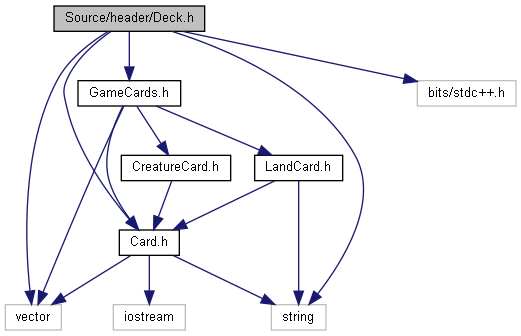 Source/header/Deck.h
GameCards.h
bits/stdc++.h
CreatureCard.h
LandCard.h
Card.h
vector
iostream
string